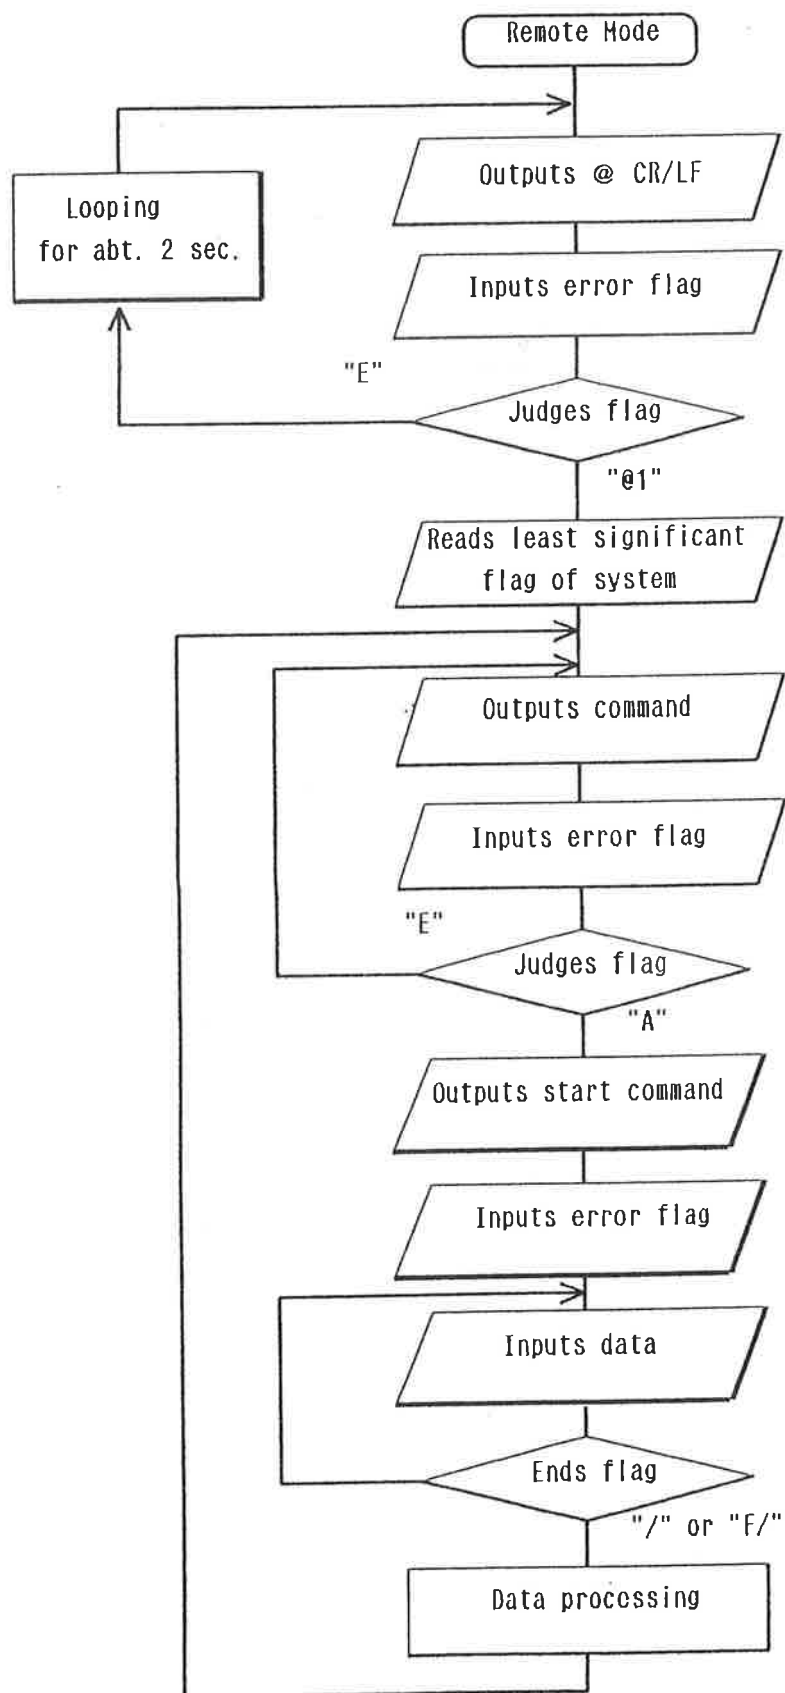 Remote Mode
Outputs @ CR/LF
Looping
for abt. 2 sec.
Inputs error flag
"E"
Judges flag
"@1"
Reads least significant
flag of system
Outputs command
Inputs error flag
"E"
Judges flag
"A"
Outputs start command
Inputs error flag
Inputs data
Ends flag
"/" or "F/"
Data processing